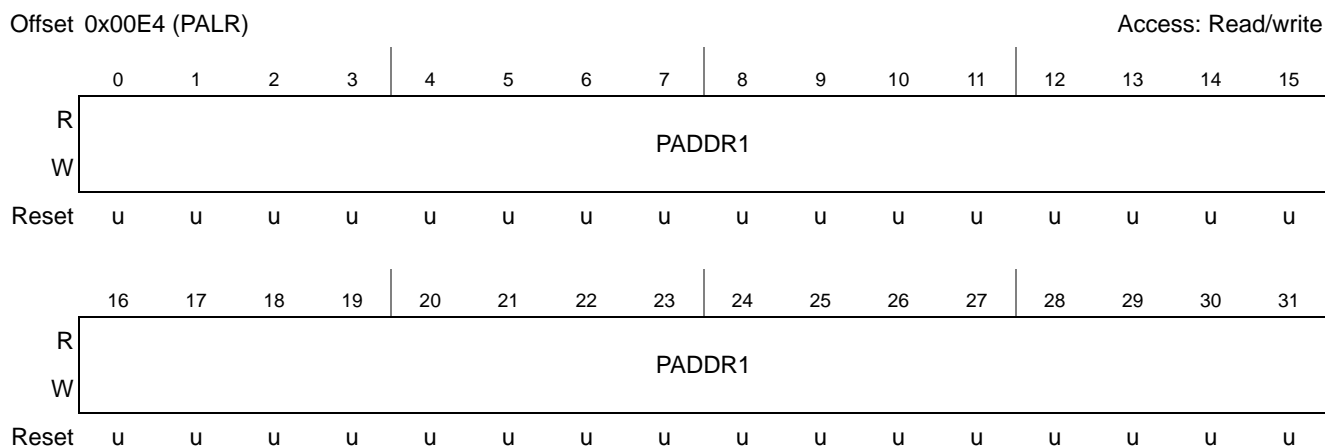 Offset 0x00E4 (PALR) Access: Read/write
0 1 2 3 4 5 6 7 8 9 10 11 12 13 14 15
R
PADDR1
W
Reset u u u u u u u u u u u u u u u u
16 17 18 19 20 21 22 23 24 25 26 27 28 29 30 31
R
PADDR1
W
Reset u u u u u u u u u u u u u u u u